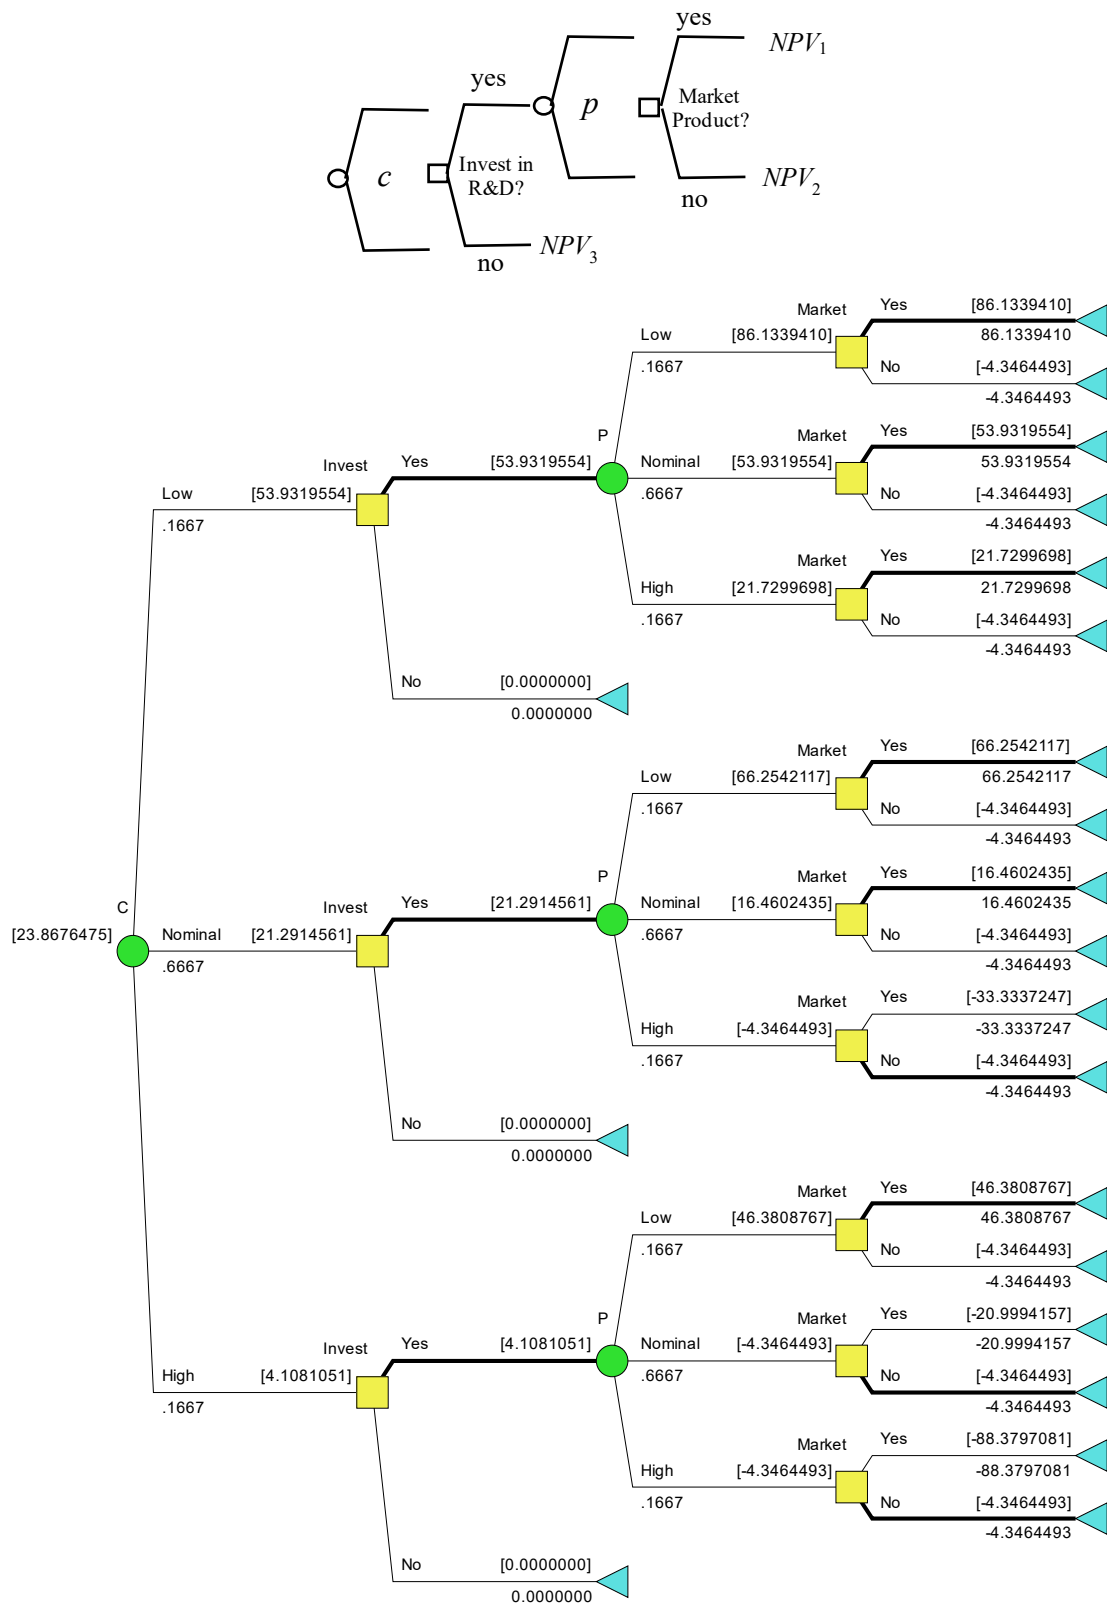 yes
NPV1
yes
p
Market
Product?
c
Invest in
R&D?
NPV2
no
NPV3
no
Market Yes [86.1339410]
Low [86.1339410] 86.1339410
.1667 No [-4.3464493]
-4.3464493
P Market Yes [53.9319554]
Invest Yes [53.9319554] Nominal [53.9319554] 53.9319554
Low [53.9319554] .6667 No [-4.3464493]
.1667 -4.3464493
Market Yes [21.7299698]
High [21.7299698] 21.7299698
.1667 No [-4.3464493]
-4.3464493
No [0.0000000]
0.0000000
Market Yes [66.2542117]
Low [66.2542117] 66.2542117
.1667 No [-4.3464493]
-4.3464493
P Market Yes [16.4602435]
C Invest Yes [21.2914561] Nominal [16.4602435] 16.4602435
[23.8676475] Nominal [21.2914561] .6667 No [-4.3464493]
.6667 -4.3464493
Market Yes [-33.3337247]
High [-4.3464493] -33.3337247
.1667 No [-4.3464493]
-4.3464493
No [0.0000000]
0.0000000
Market Yes [46.3808767]
Low [46.3808767] 46.3808767
.1667 No [-4.3464493]
-4.3464493
P Market Yes [-20.9994157]
Invest Yes [4.1081051] Nominal [-4.3464493] -20.9994157
High [4.1081051] .6667 No [-4.3464493]
.1667 -4.3464493
Market Yes [-88.3797081]
High [-4.3464493] -88.3797081
.1667 No [-4.3464493]
-4.3464493
No [0.0000000]
0.0000000